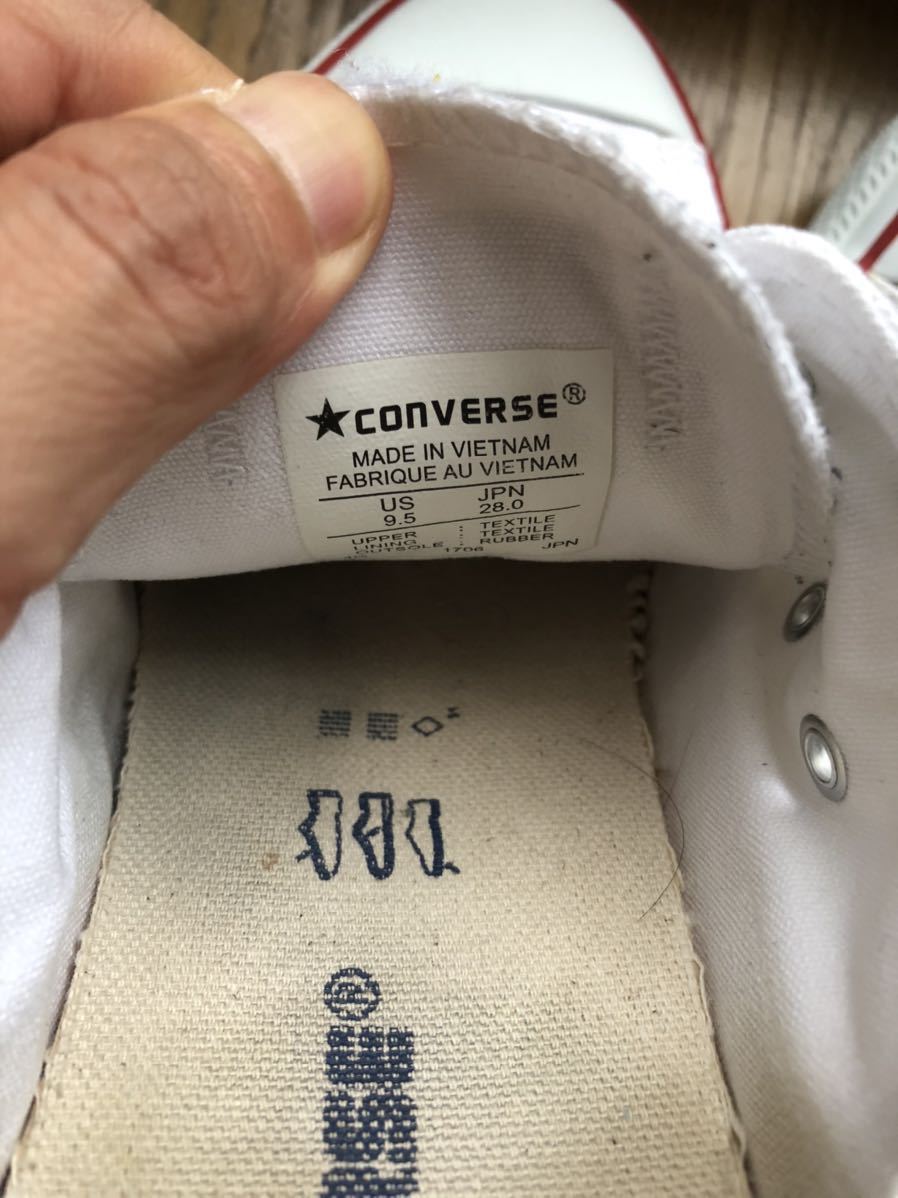 ★CONVERSE®
MADE IN VIETNAM
FABRIQUE AU VIETNAM
US JPN
9.5 28.0
UPPER : TEXTILE
LINING : TEXTILE
OUTSOLE : RUBBER
1706 JPN
RSE®